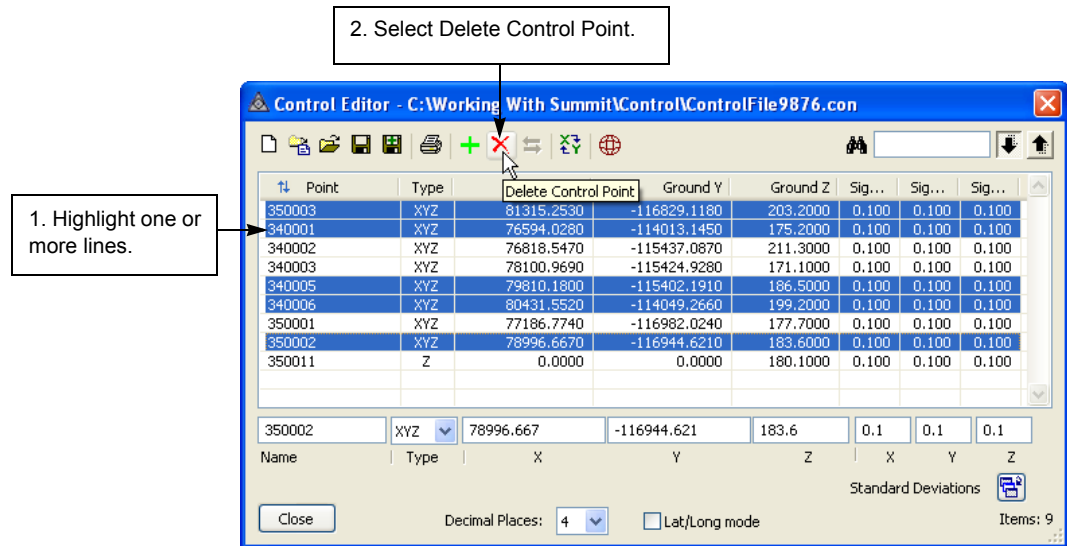 2. Select Delete Control Point.
Control Editor - C:\Working With Summit\Control\ControlFile9876.con
Point Type Ground Y Ground Z Sig... Sig... Sig...
Delete Control Point
1. Highlight one or
more lines.
350003 XYZ 81315.2530 -116829.1180 203.2000 0.100 0.100 0.100
340001 XYZ 76594.0280 -114013.1450 175.2000 0.100 0.100 0.100
340002 XYZ 76818.5470 -115437.0870 211.3000 0.100 0.100 0.100
340003 XYZ 78100.9690 -115424.9280 171.1000 0.100 0.100 0.100
340005 XYZ 79810.1800 -115402.1910 186.5000 0.100 0.100 0.100
340006 XYZ 80431.5520 -114049.2660 199.2000 0.100 0.100 0.100
350001 XYZ 77186.7740 -116982.0240 177.7000 0.100 0.100 0.100
350002 XYZ 78996.6670 -116944.6210 183.6000 0.100 0.100 0.100
350011 Z 0.0000 0.0000 180.1000 0.100 0.100 0.100
350002 XYZ 78996.667 -116944.621 183.6 0.1 0.1 0.1
Name Type X Y Z X Y Z
Standard Deviations
Close Decimal Places: 4 Lat/Long mode Items: 9